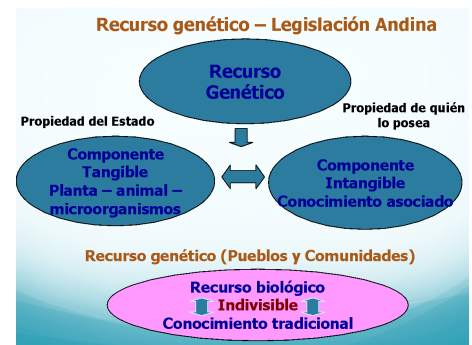 Recurso genético – Legislación Andina
Recurso
Genético
Propiedad del Estado
Propiedad de quién
lo posea
Componente
Tangible
Planta – animal –
microorganismos
Componente
Intangible
Conocimiento asociado
Recurso genético (Pueblos y Comunidades)
Recurso biológico
Indivisible
Conocimiento tradicional